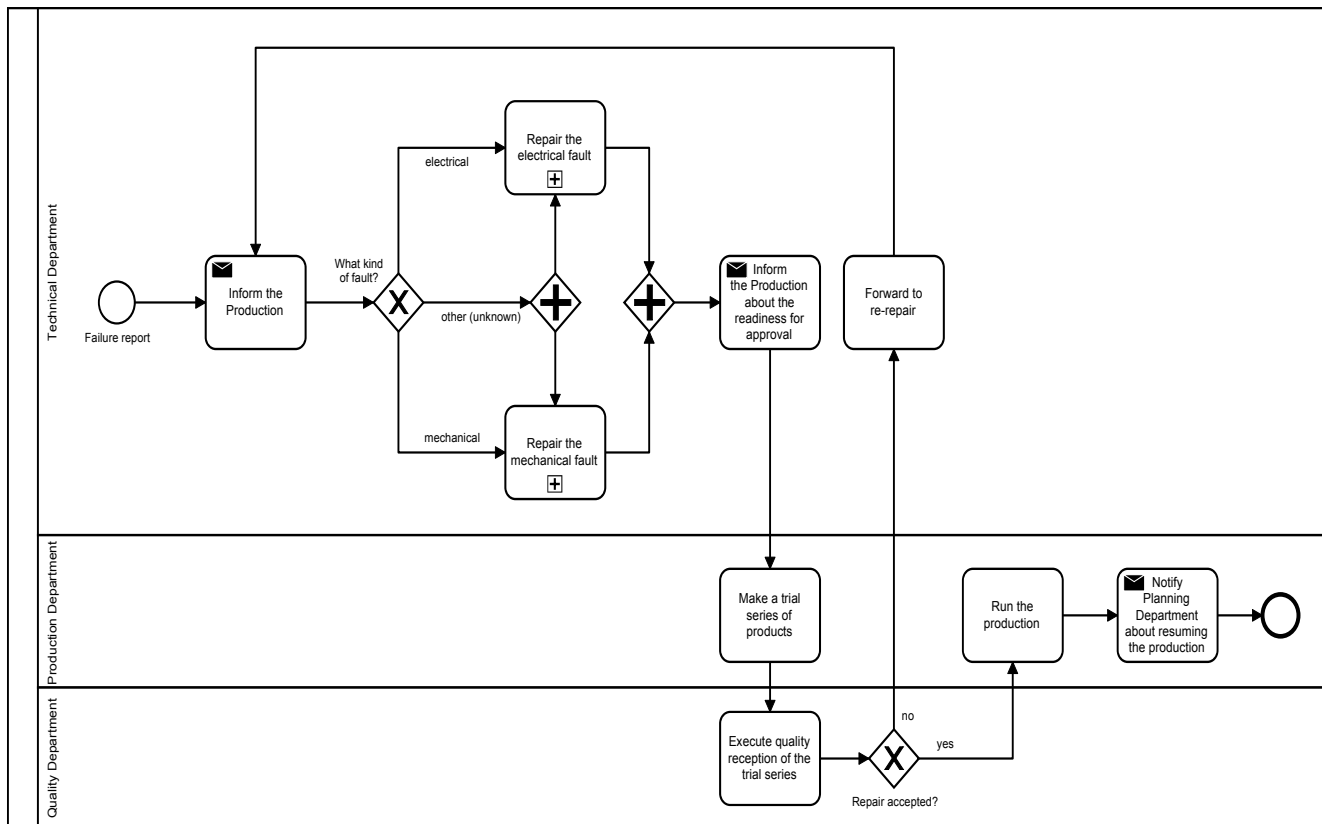 Technical Department
Failure report
Inform the
Production
What kind
of fault?
electrical
other (unknown)
mechanical
Repair the
electrical fault
Repair the
mechanical fault
Inform
the Production
about the
readiness for
approval
Forward to
re-repair
Production Department
Make a trial
series of
products
Run the
production
Notify
Planning
Department
about resuming
the production
Quality Department
Execute quality
reception of the
trial series
no
yes
Repair accepted?